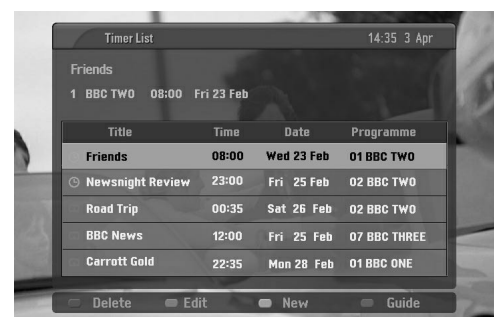 Timer List 14:35 3 Apr
Friends
1 BBC TWO 08:00 Fri 23 Feb
Title Time Date Programme
Friends 08:00 Wed 23 Feb 01 BBC TWO
Newsnight Review 23:00 Fri 25 Feb 02 BBC TWO
Road Trip 00:35 Sat 26 Feb 02 BBC TWO
BBC News 12:00 Fri 25 Feb 07 BBC THREE
Carrott Gold 22:35 Mon 28 Feb 01 BBC ONE
Delete Edit New Guide